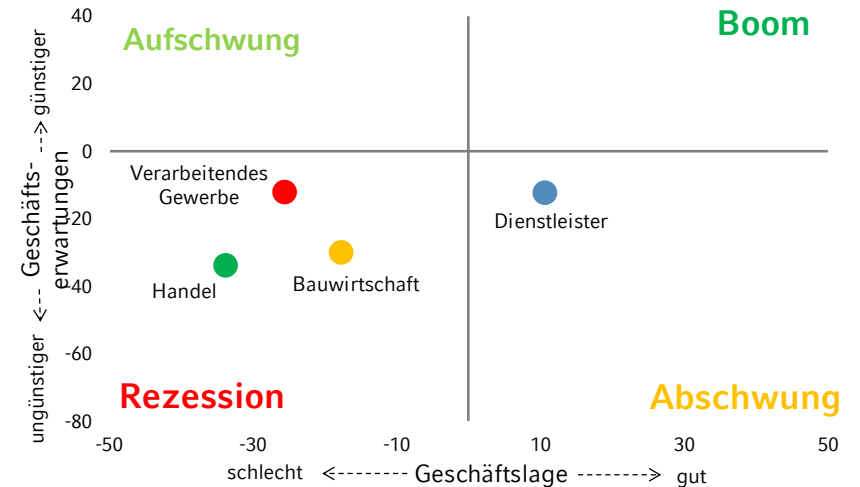 40
Aufschwung
Boom
20
0
-20
-40
-60
-80
ungünstiger <--- Geschäfts- ---> günstiger
erwartungen
Verarbeitendes
Gewerbe
Dienstleister
Handel
Bauwirtschaft
Rezession
Abschwung
-50 -30 -10 10 30 50
schlecht <-------- Geschäftslage -------> gut